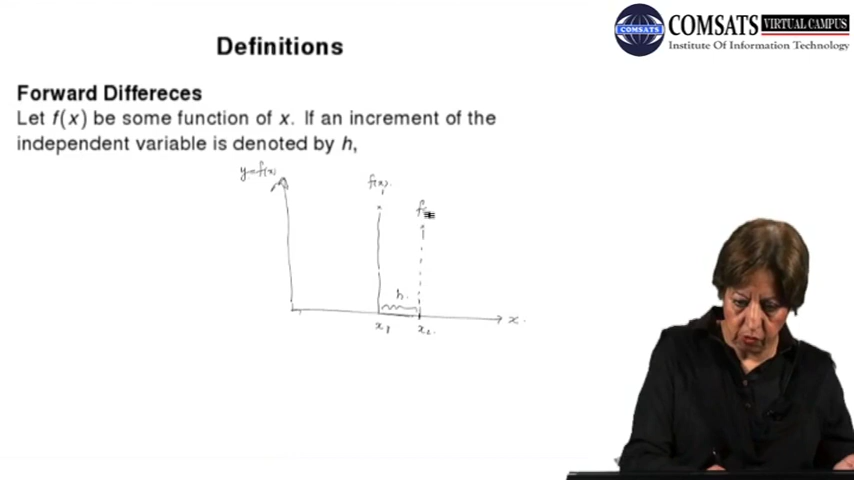 COMSATS VIRTUAL CAMPUS
COMSATS
Institute Of Information Technology
Definitions
Forward Differeces
Let f(x) be some function of x. If an increment of the
independent variable is denoted by h,
y=f(x)
f(x₁)
f
h
x₁
x₂
x